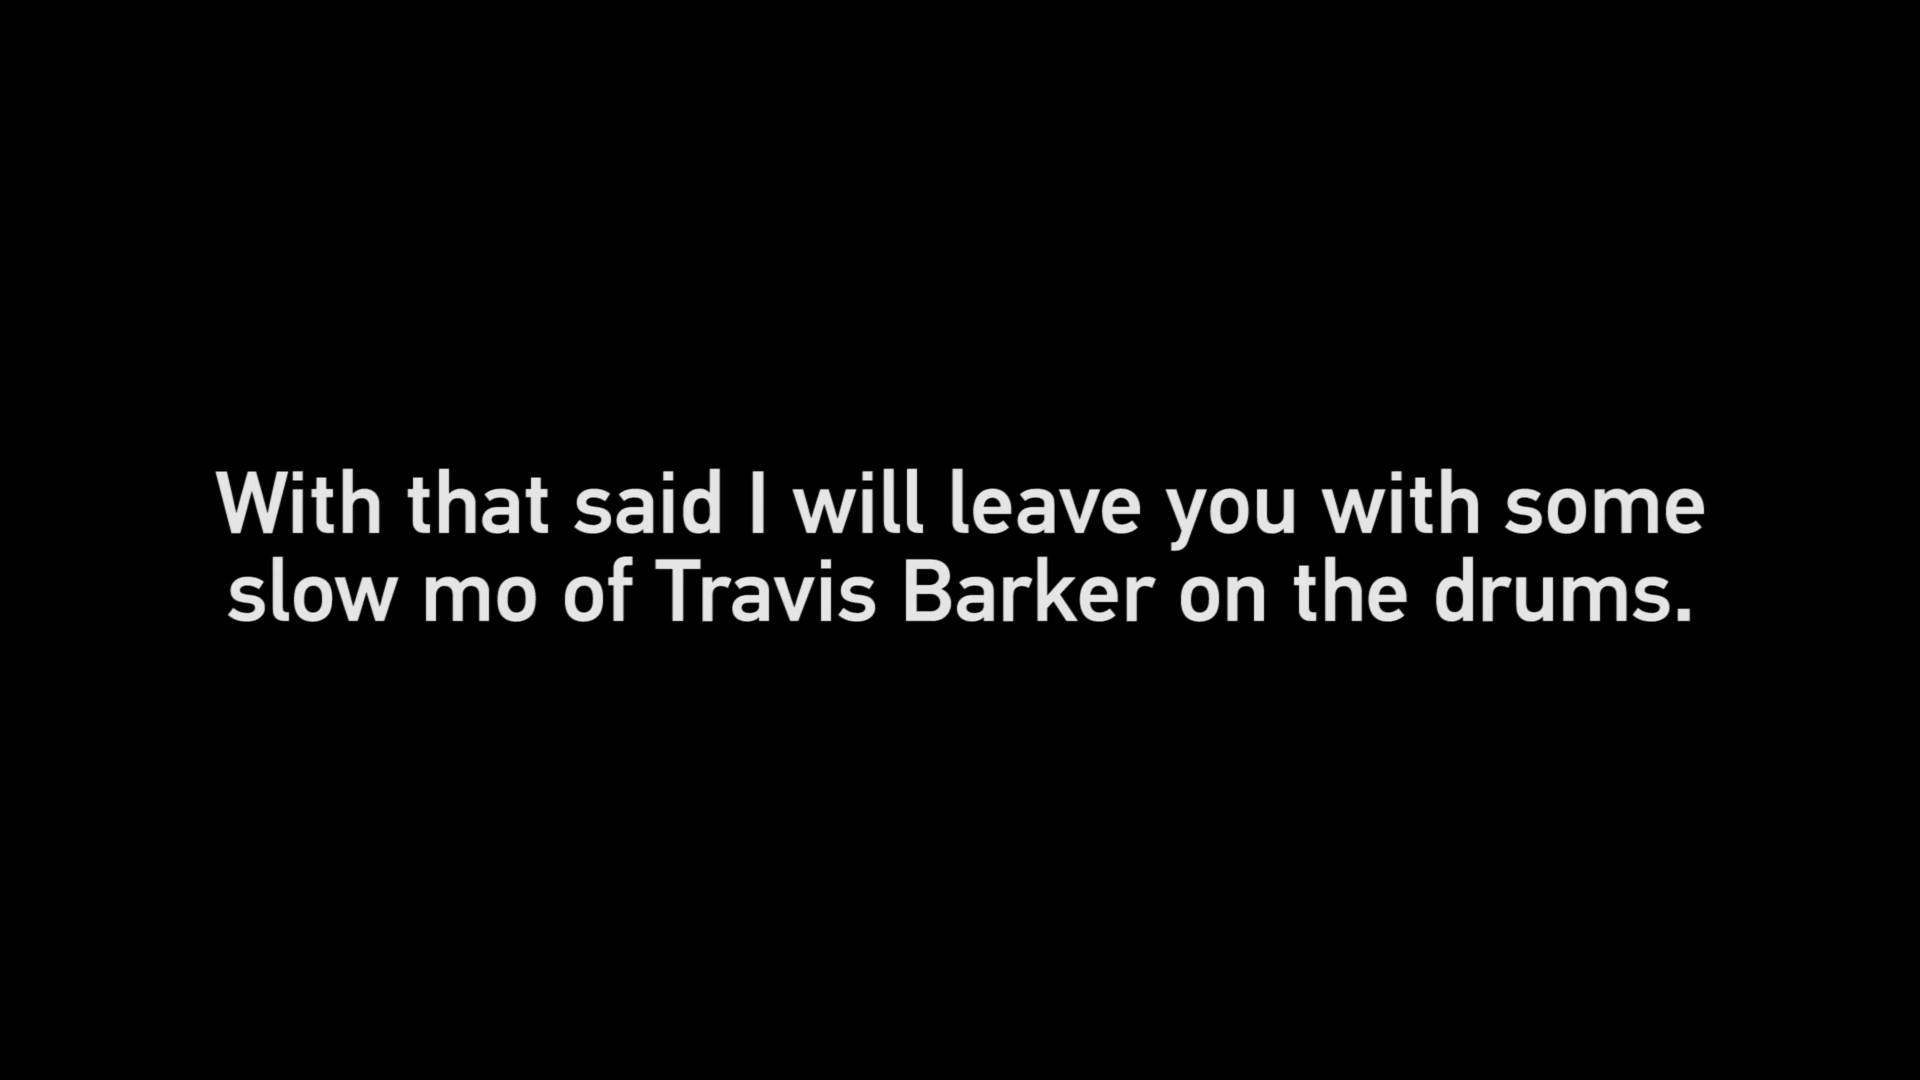 With that said I will leave you with some
slow mo of Travis Barker on the drums.